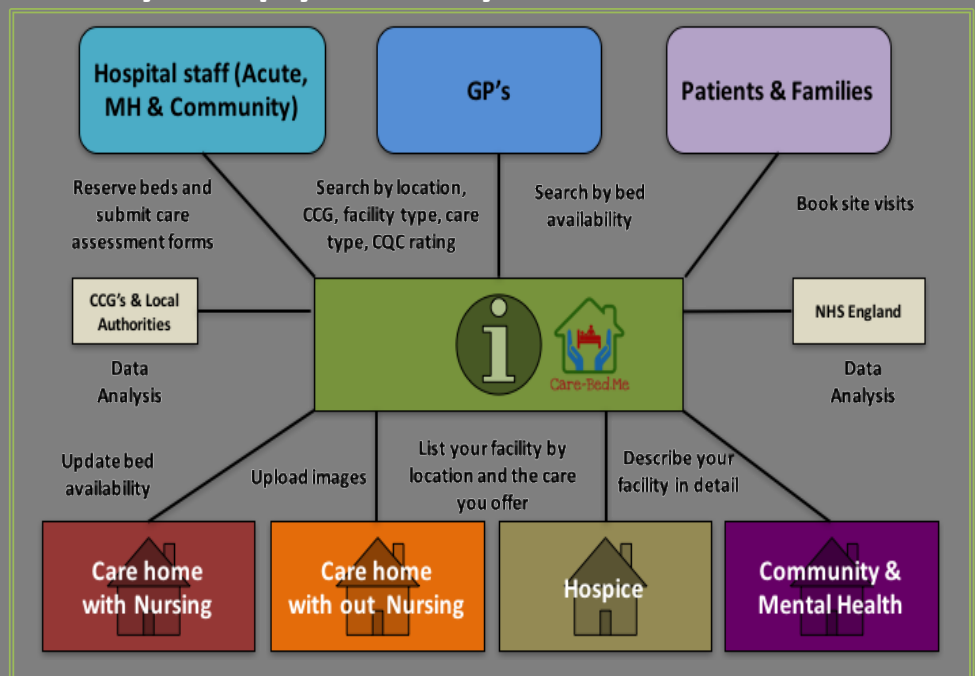 Hospital staff (Acute,
MH & Community)
GP's
Patients & Families
Reserve beds and
submit care
assessment forms
Search by location,
CCG, facility type, care
type, CQC rating
Search by bed
availability
Book site visits
CCG's & Local
Authorities
i
Care-Bed.Me
NHS England
Data
Analysis
Data
Analysis
Update bed
availability
Upload images
List your facility by
location and the care
you offer
Describe your
facility in detail
Care home
with Nursing
Care home
with out Nursing
Hospice
Community &
Mental Health